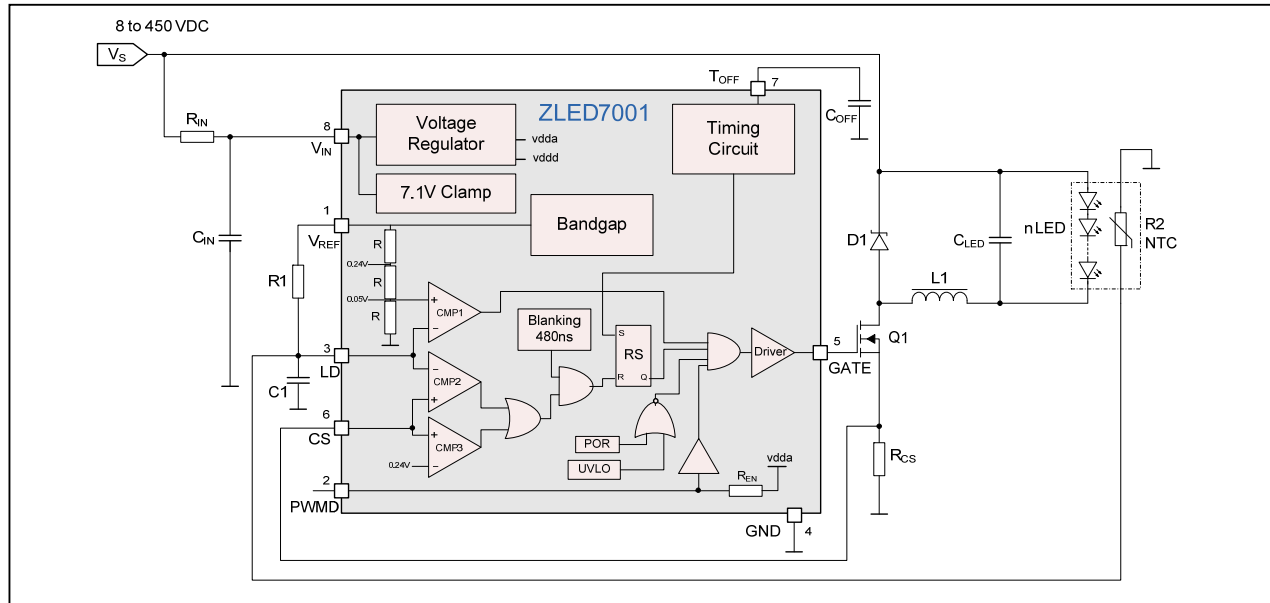 8 to 450 VDC
VS
RIN
CIN
R1
C1
8
VIN
1
VREF
3
LD
6
CS
2
PWMD
ZLED7001
Voltage
Regulator
vdda
vddd
7.1V Clamp
Bandgap
TOFF
7
COFF
Timing
Circuit
R
0.24V
R
0.05V
R
CMP1
+
−
CMP2
−
+
CMP3
+
−
0.24V
Blanking
480ns
S
RS
R
Q
POR
UVLO
Driver
REN
vdda
5
GATE
GND
4
D1
L1
CLED
nLED
R2
NTC
Q1
RCS